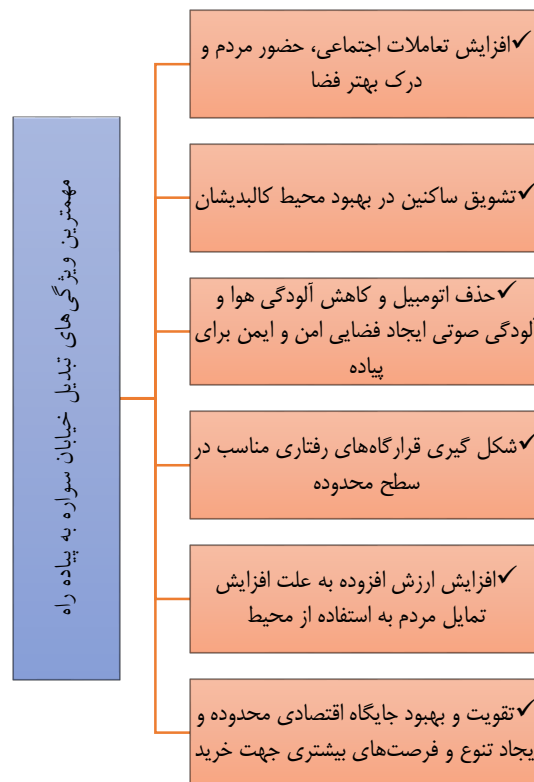 مهمترین ویژگی‌های تبدیل خیابان سواره به پیاده راه
✓افزایش تعاملات اجتماعی، حضور مردم و
درک بهتر فضا
✓تشویق ساکنین در بهبود محیط کالبدیشان
✓حذف اتومبیل و کاهش آلودگی هوا و
آلودگی صوتی ایجاد فضایی امن و ایمن برای
پیاده
✓شکل گیری قرارگاه‌های رفتاری مناسب در
سطح محدوده
✓افزایش ارزش افزوده به علت افزایش
تمایل مردم به استفاده از محیط
✓تقویت و بهبود جایگاه اقتصادی محدوده و
ایجاد تنوع و فرصت‌های بیشتری جهت خرید